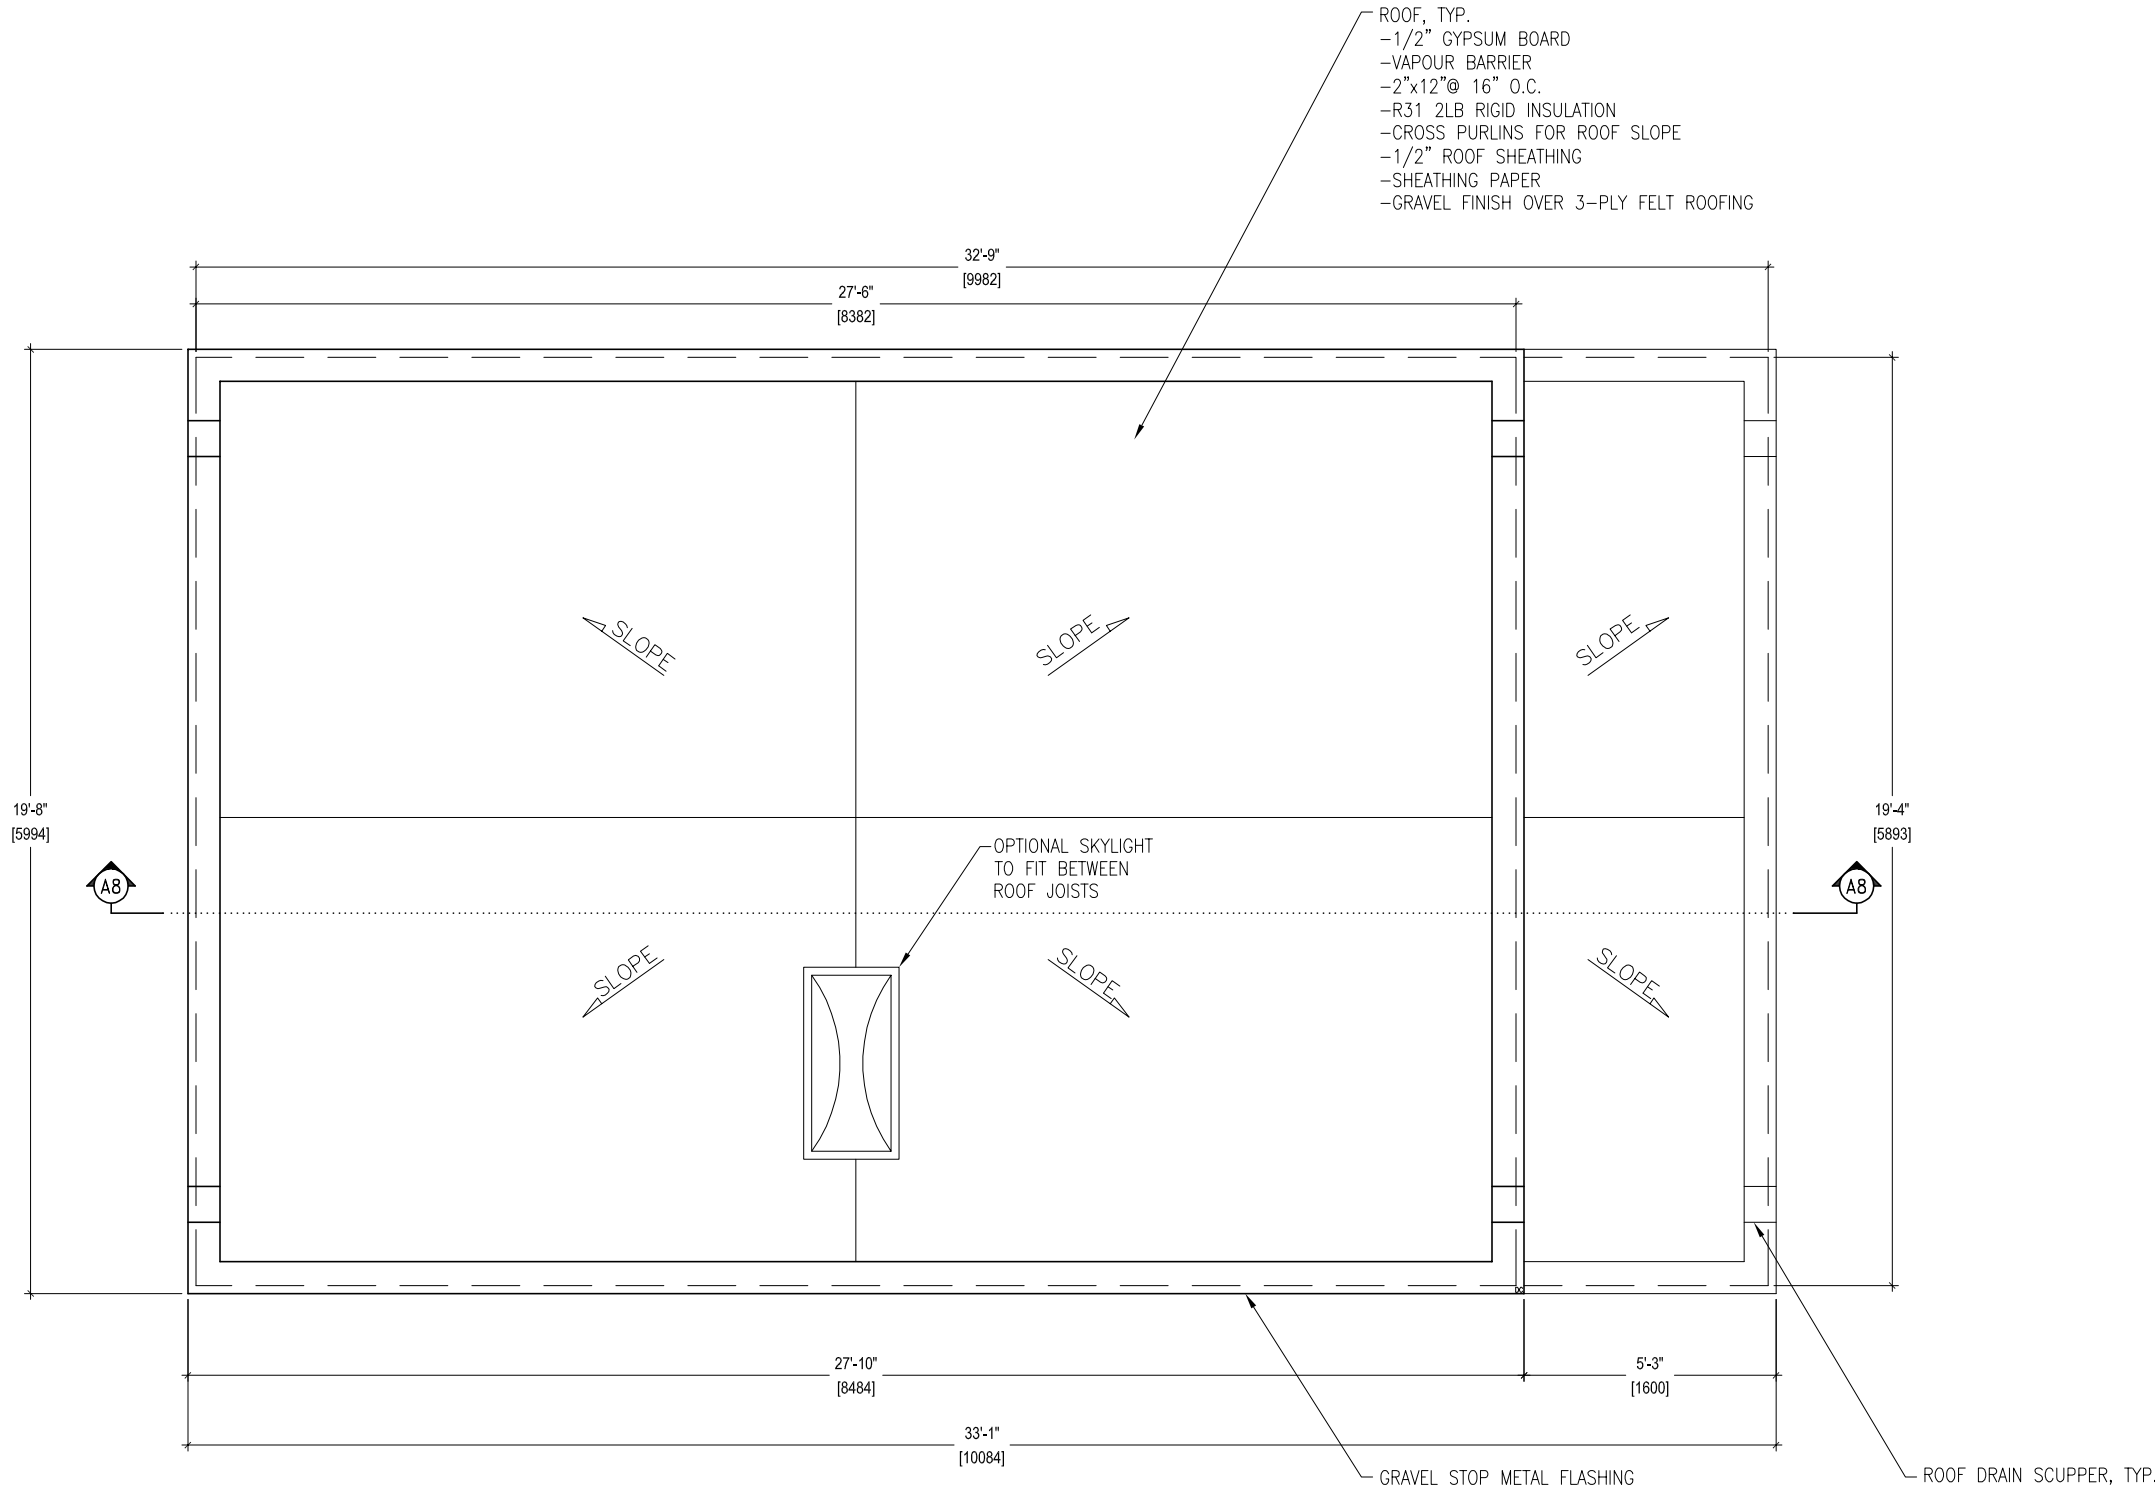 ROOF, TYP.
-1/2" GYPSUM BOARD
-VAPOUR BARRIER
-2"x12"@ 16" O.C.
-R31 2LB RIGID INSULATION
-CROSS PURLINS FOR ROOF SLOPE
-1/2" ROOF SHEATHING
-SHEATHING PAPER
-GRAVEL FINISH OVER 3-PLY FELT ROOFING
32'-9"
[9982]
27'-6"
[8382]
SLOPE
SLOPE
SLOPE
19'-8"
[5994]
19'-4"
[5893]
OPTIONAL SKYLIGHT
TO FIT BETWEEN
ROOF JOISTS
A8
A8
SLOPE
SLOPE
SLOPE
27'-10"
[8484]
5'-3"
[1600]
33'-1"
[10084]
GRAVEL STOP METAL FLASHING
ROOF DRAIN SCUPPER, TYP.